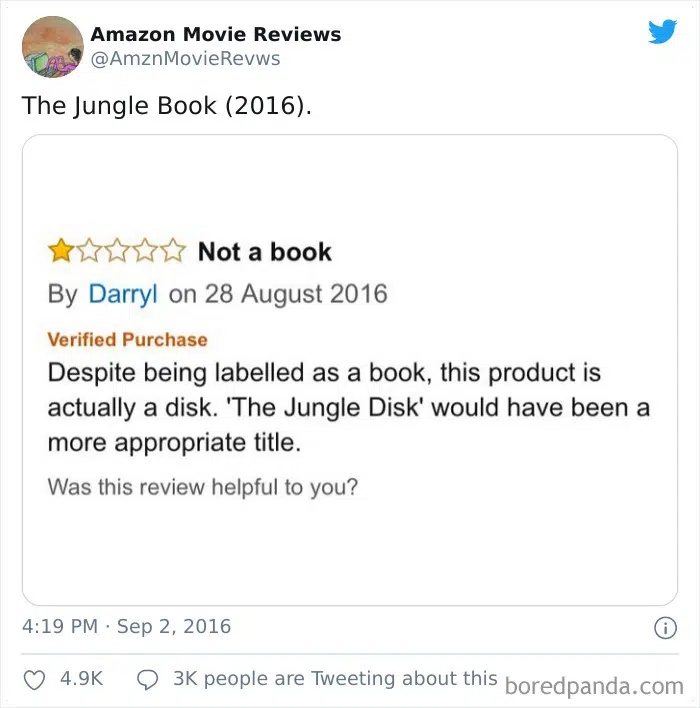 Amazon Movie Reviews
@AmznMovieRevws
The Jungle Book (2016).
Not a book
By Darryl on 28 August 2016
Verified Purchase
Despite being labelled as a book, this product is
actually a disk. 'The Jungle Disk' would have been a
more appropriate title.
Was this review helpful to you?
4:19 PM · Sep 2, 2016
4.9K 3K people are Tweeting about this
boredpanda.com